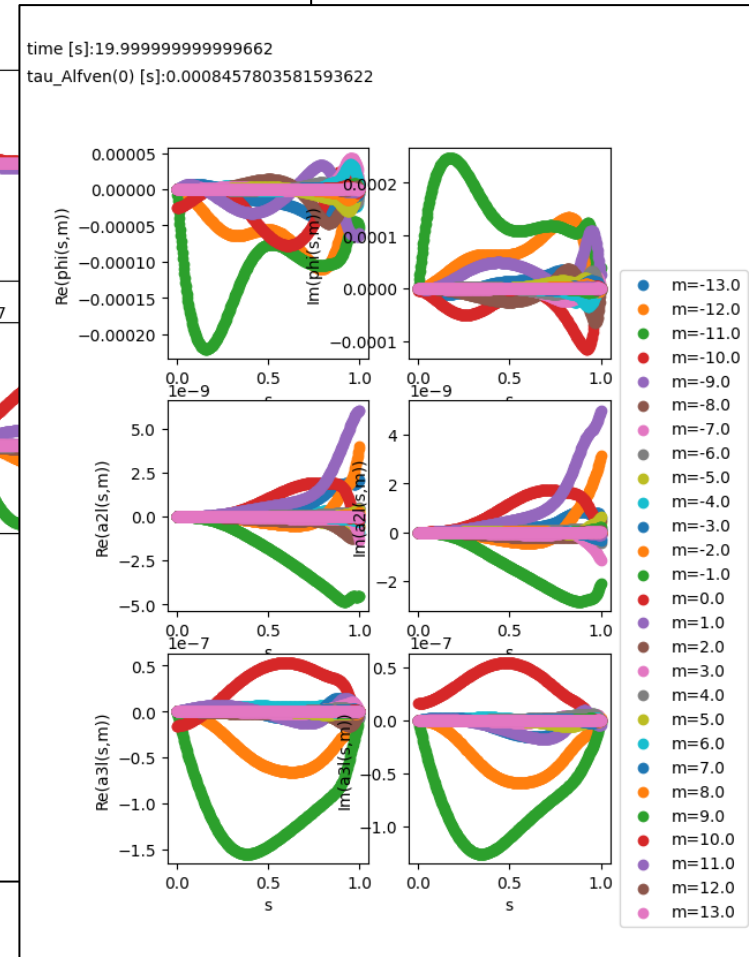 time [s]:19.999999999999662
tau_Alfven(0) [s]:0.0008457803581593622
0.00005
0.00000
−0.00005
−0.00010
−0.00015
−0.00020
Re(phi(s,m))
0.0 0.5 1.0
0.0002
0.0001
0.0000
−0.0001
Im(phi(s,m))
0.0 0.5 1.0
1e−9
5.0
2.5
0.0
−2.5
−5.0
Re(a2l(s,m))
0.0 0.5 1.0
s
1e−9
4
2
0
−2
Im(a2l(s,m))
0.0 0.5 1.0
s
1e−7
0.5
0.0
−0.5
−1.0
−1.5
Re(a3l(s,m))
0.0 0.5 1.0
s
1e−7
0.5
0.0
−0.5
−1.0
Im(a3l(s,m))
0.0 0.5 1.0
s
m=-13.0
m=-12.0
m=-11.0
m=-10.0
m=-9.0
m=-8.0
m=-7.0
m=-6.0
m=-5.0
m=-4.0
m=-3.0
m=-2.0
m=-1.0
m=0.0
m=1.0
m=2.0
m=3.0
m=4.0
m=5.0
m=6.0
m=7.0
m=8.0
m=9.0
m=10.0
m=11.0
m=12.0
m=13.0
7